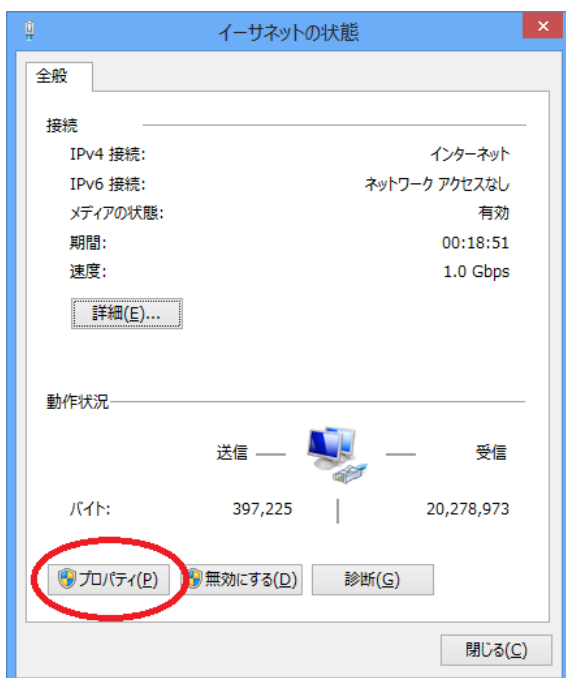 イーサネットの状態
全般
接続
IPv4 接続: インターネット
IPv6 接続: ネットワーク アクセスなし
メディアの状態: 有効
期間: 00:18:51
速度: 1.0 Gbps
詳細(E)...
動作状況
送信 受信
バイト: 397,225 20,278,973
プロパティ(P) 無効にする(D) 診断(G)
閉じる(C)